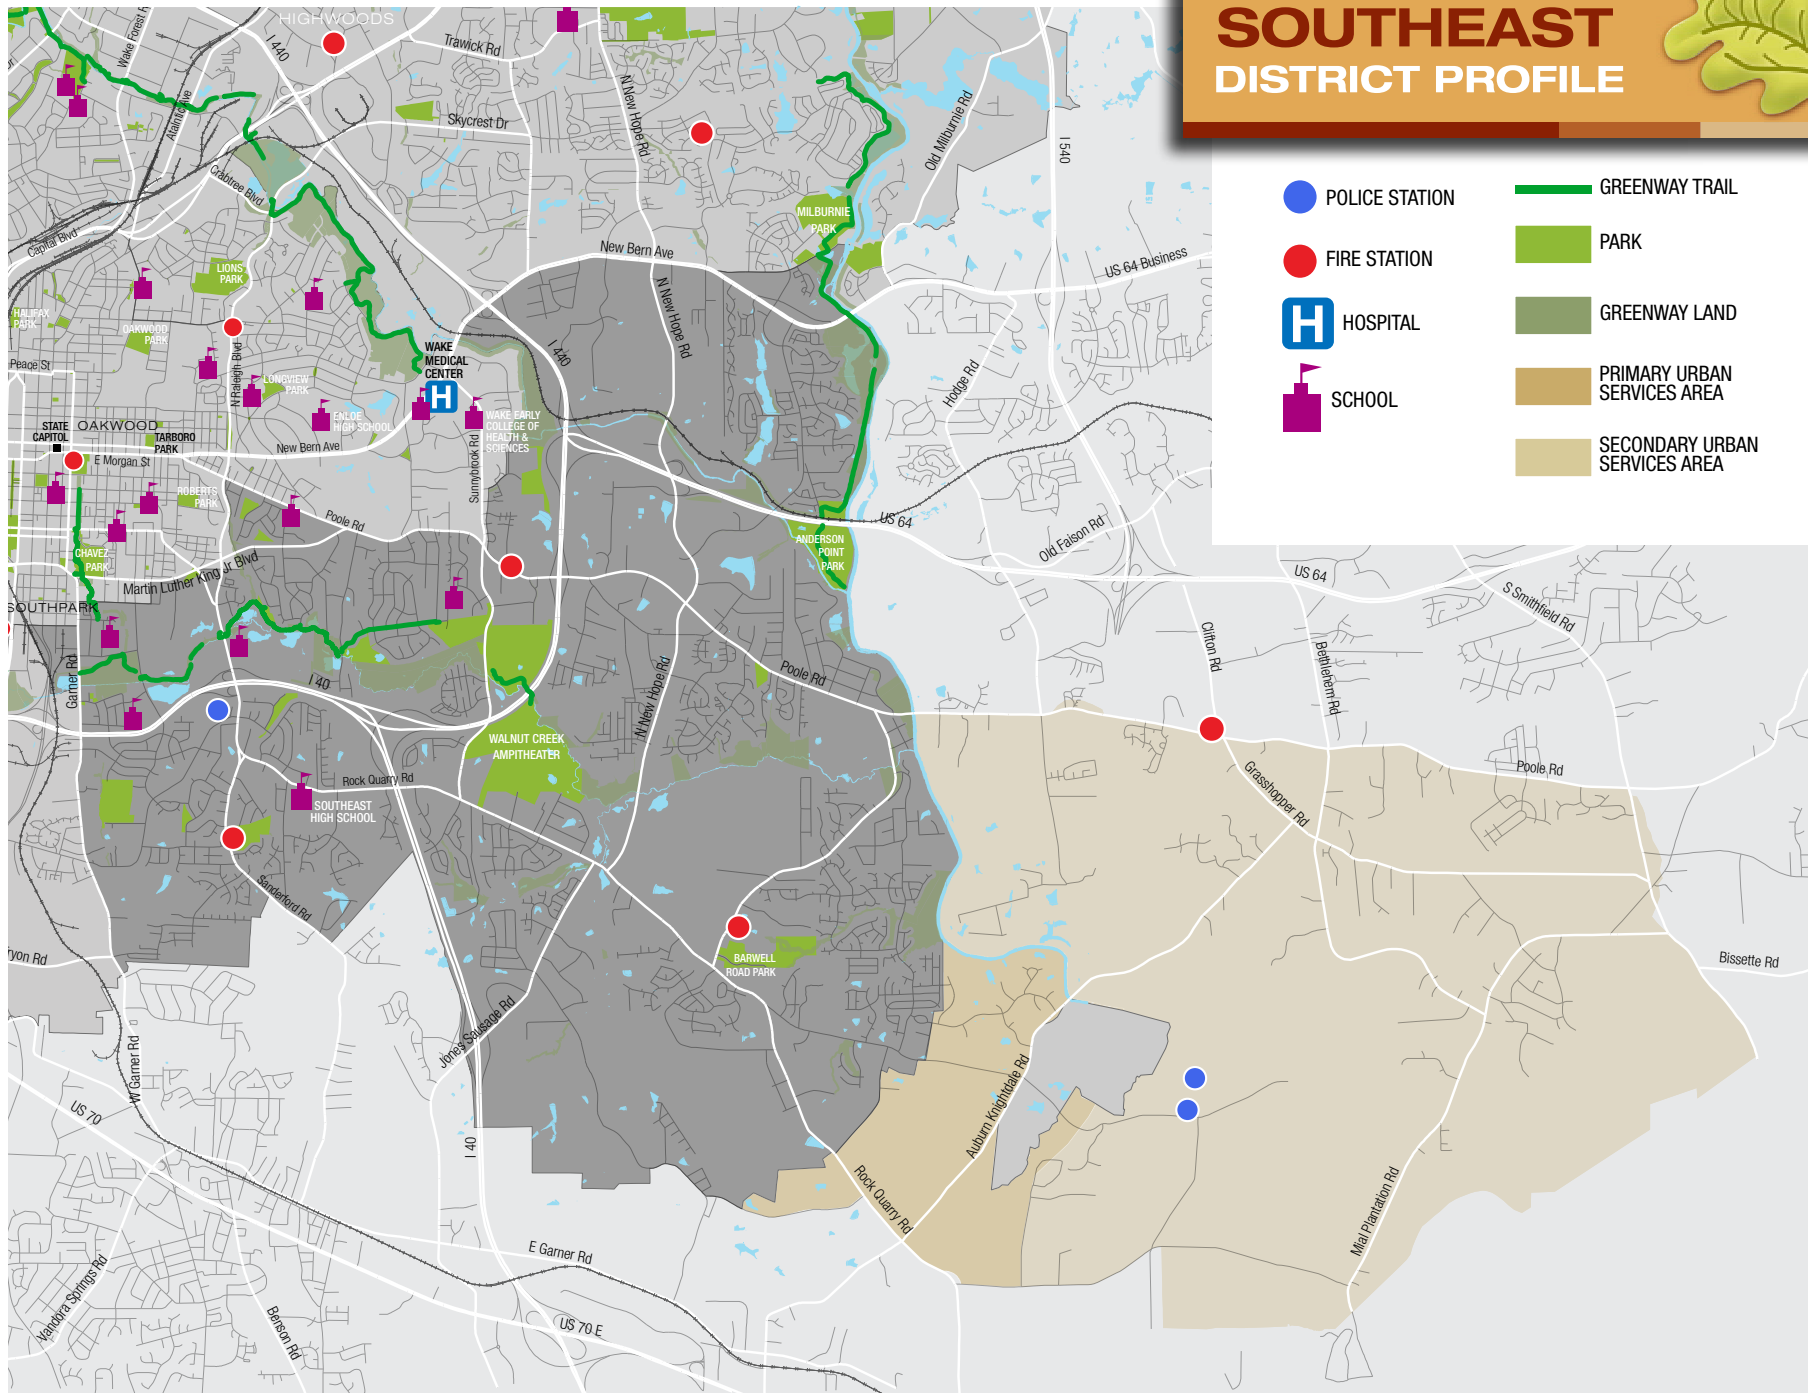 SOUTHEAST
DISTRICT PROFILE
POLICE STATION
FIRE STATION
HOSPITAL
SCHOOL
GREENWAY TRAIL
PARK
GREENWAY LAND
PRIMARY URBAN
SERVICES AREA
SECONDARY URBAN
SERVICES AREA
HIGHWOODS
I 440
Trawick Rd
Atlantic Ave
Skycrest Dr
N New Hope Rd
Old Milburnie Rd
I 540
Crabtree Blvd
Capital Blvd
MILBURNIE
PARK
New Bern Ave
US 64 Business
LIONS
PARK
HALIFAX
PARK
OAKWOOD
PARK
N New Hope Rd
I 440
Peace St
N Raleigh Blvd
WAKE
MEDICAL
CENTER
H
LONGVIEW
PARK
Hodge Rd
ENLOE
HIGH SCHOOL
WAKE EARLY
COLLEGE OF
HEALTH &
SCIENCES
STATE
CAPITOL
OAKWOOD
TARBORO
PARK
New Bern Ave
E Morgan St
Sunnybrook Rd
ROBERTS
PARK
Poole Rd
US 64
Old Faison Rd
ANDERSON
POINT
PARK
CHAVEZ
PARK
Martin Luther King Jr Blvd
US 64
S Smithfield Rd
SOUTHPARK
Clifton Rd
Bethlehem Rd
Garner Rd
I 40
N New Hope Rd
Poole Rd
WALNUT CREEK
AMPITHEATER
Rock Quarry Rd
SOUTHEAST
HIGH SCHOOL
Grasshopper Rd
Poole Rd
Sanderford Rd
BARWELL
ROAD PARK
Bissette Rd
ryon Rd
Jones Sausage Rd
W Garner Rd
US 70
I 40
Auburn Knightdale Rd
Rock Quarry Rd
Mial Plantation Rd
E Garner Rd
Vandora Springs Rd
Benson Rd
US 70 E